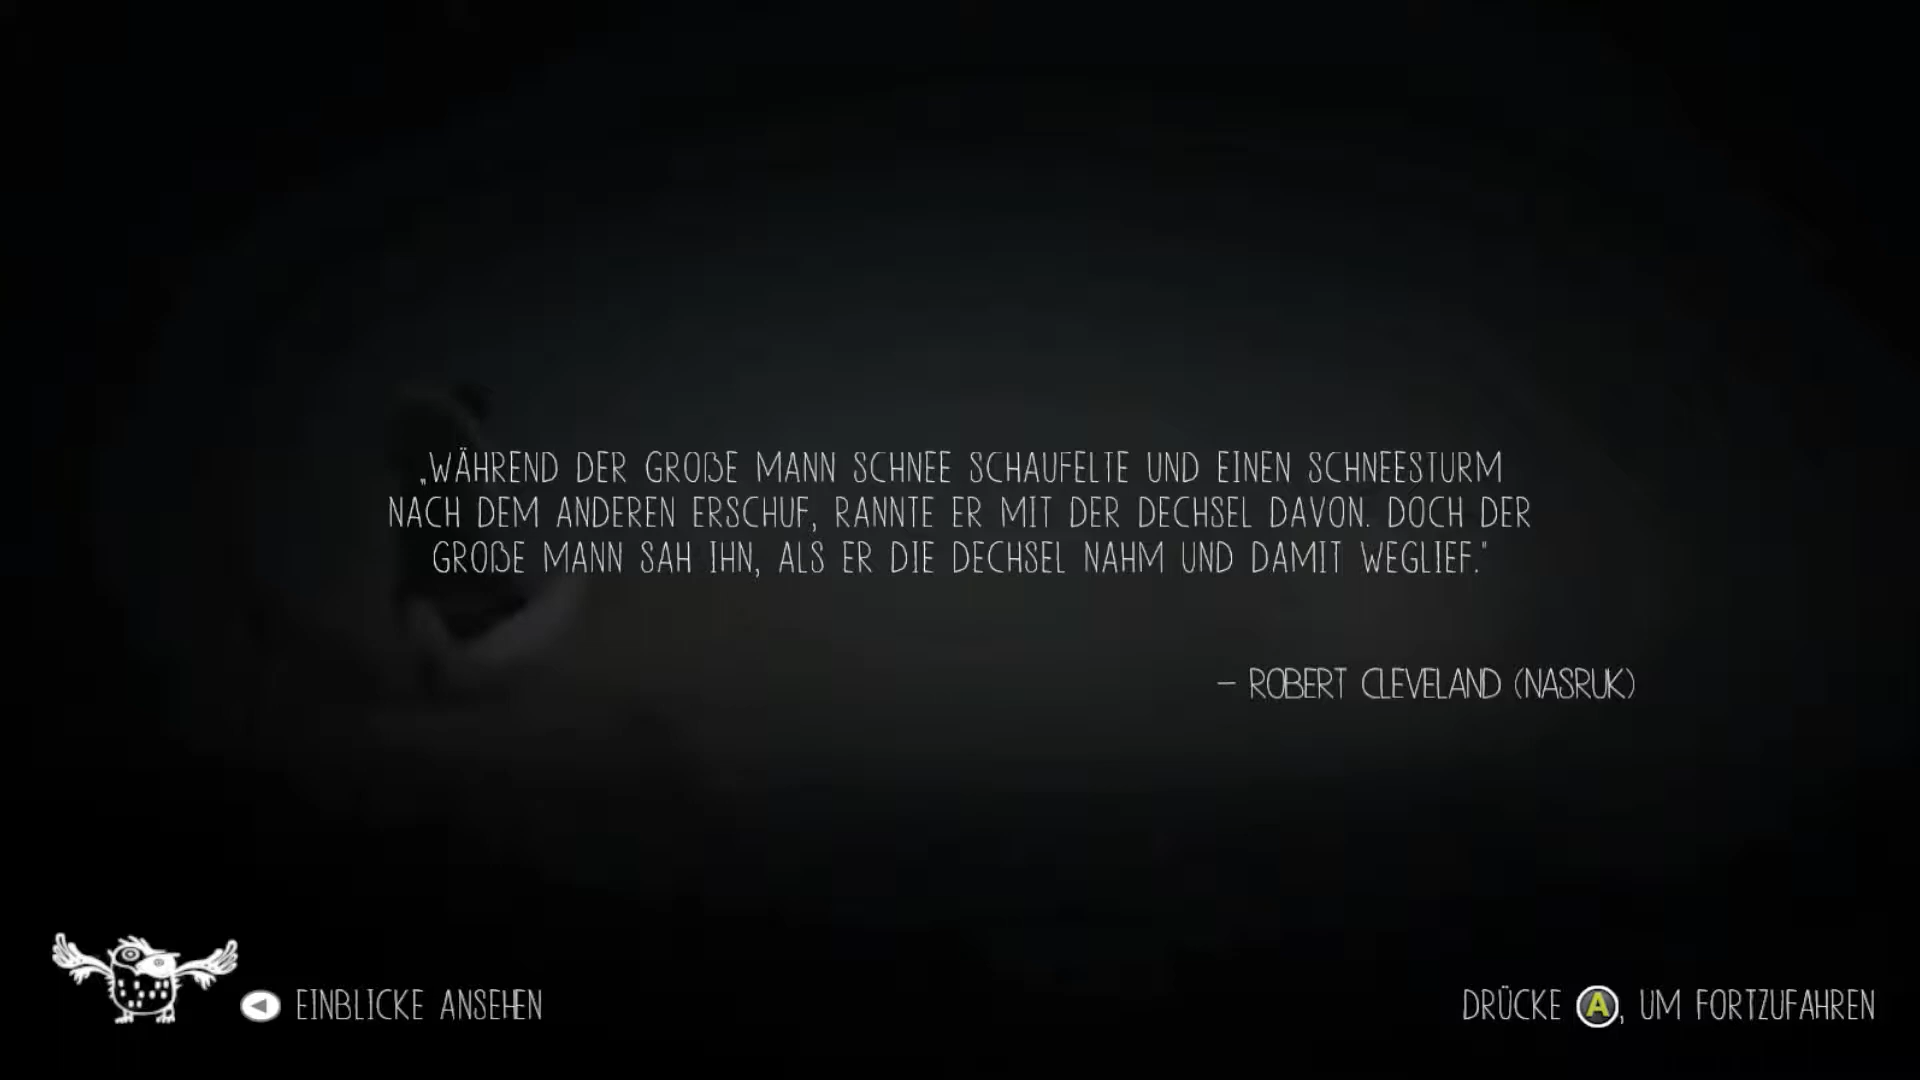 „WÄHREND DER GROẞE MANN SCHNEE SCHAUFELTE UND EINEN SCHNEESTURM
NACH DEM ANDEREN ERSCHUF, RANNTE ER MIT DER DECHSEL DAVON. DOCH DER
GROẞE MANN SAH IHN, ALS ER DIE DECHSEL NAHM UND DAMIT WEGLIEF."
– ROBERT CLEVELAND (NASRUK)
EINBLICKE ANSEHEN
DRÜCKE A, UM FORTZUFAHREN